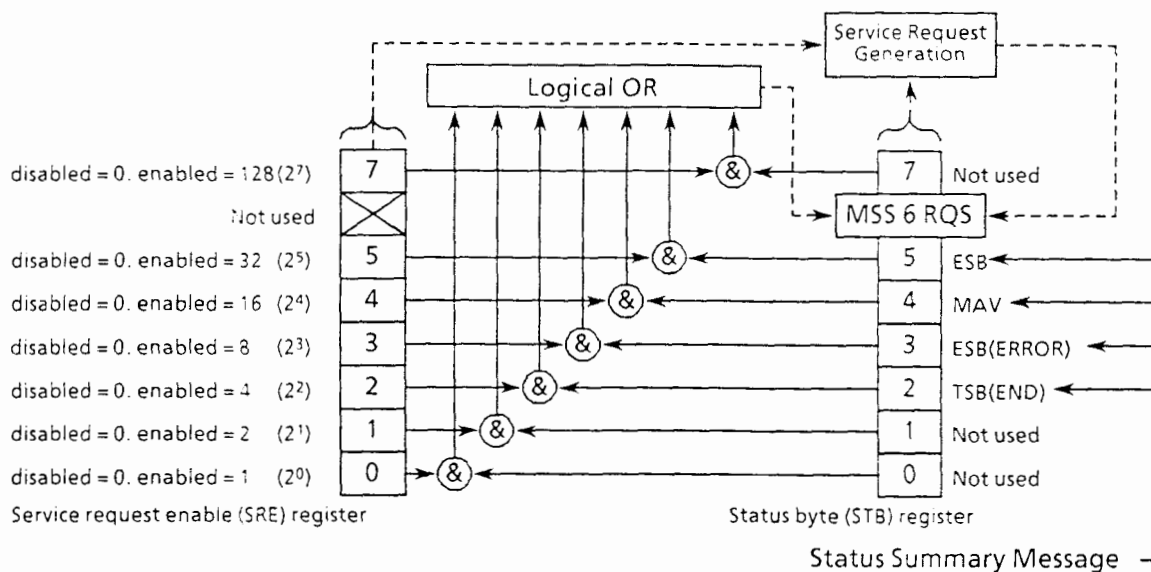 Service Request
Generation
Logical OR
disabled = 0. enabled = 128 (2⁷) 7 & 7 Not used
Not used MSS 6 RQS
disabled = 0. enabled = 32 (2⁵) 5 & 5 ESB
disabled = 0. enabled = 16 (2⁴) 4 & 4 MAV
disabled = 0. enabled = 8 (2³) 3 & 3 ESB(ERROR)
disabled = 0. enabled = 4 (2²) 2 & 2 TSB(END)
disabled = 0. enabled = 2 (2¹) 1 & 1 Not used
disabled = 0. enabled = 1 (2⁰) 0 & 0 Not used
Service request enable (SRE) register Status byte (STB) register
Status Summary Message